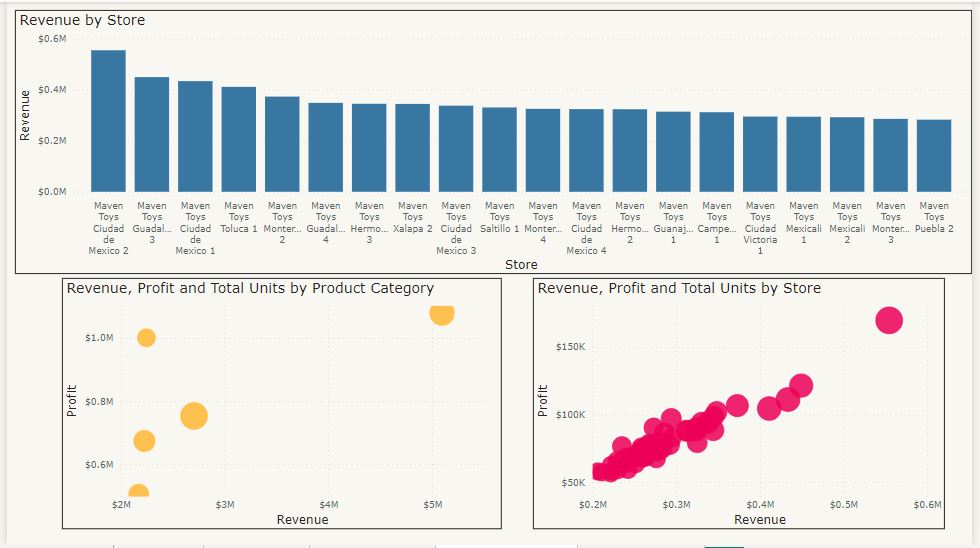 Revenue by Store
$0.6M
$0.4M
$0.2M
$0.0M
Revenue
Maven Toys Ciudad de Mexico 2
Maven Toys Guadal... 3
Maven Toys Ciudad de Mexico 1
Maven Toys Toluca 1
Maven Toys Monter... 2
Maven Toys Guadal... 4
Maven Toys Hermo... 3
Maven Toys Xalapa 2
Maven Toys Ciudad de Mexico 3
Maven Toys Saltillo 1
Maven Toys Monter... 4
Maven Toys Ciudad de Mexico 4
Maven Toys Hermo... 2
Maven Toys Guanaj... 1
Maven Toys Campe... 1
Maven Toys Ciudad Victoria 1
Maven Toys Mexicali 1
Maven Toys Mexicali 2
Maven Toys Monter... 3
Maven Toys Puebla 2
Store
Revenue, Profit and Total Units by Product Category
$1.0M
$0.8M
$0.6M
Profit
$2M $3M $4M $5M
Revenue
Revenue, Profit and Total Units by Store
$150K
$100K
$50K
Profit
$0.2M $0.3M $0.4M $0.5M $0.6M
Revenue